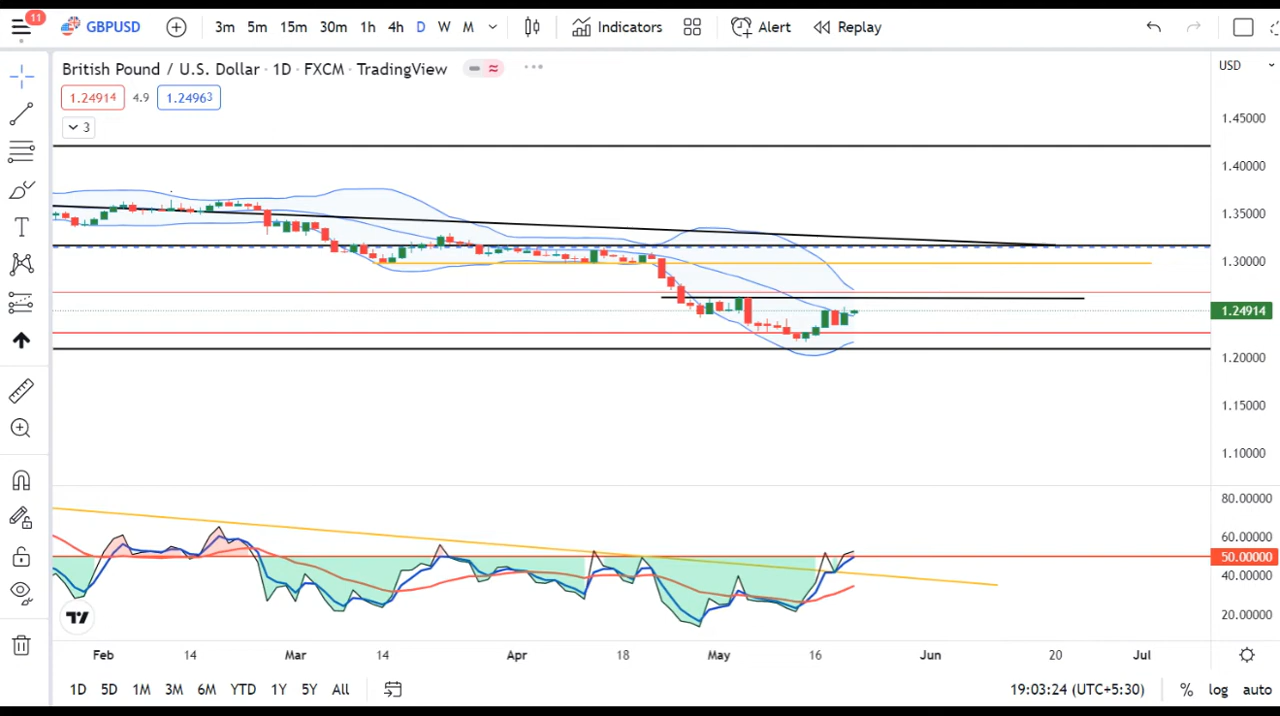 11
GBPUSD
3m 5m 15m 30m 1h 4h D W M
Indicators
Alert
Replay
British Pound / U.S. Dollar · 1D · FXCM · TradingView
USD
1.24914 4.9 1.24963
3
1.45000
1.40000
1.35000
1.30000
1.24914
1.20000
1.15000
1.10000
80.00000
60.00000
50.00000
40.00000
20.00000
Feb 14 Mar 14 Apr 18 May 16 Jun 20 Jul
1D 5D 1M 3M 6M YTD 1Y 5Y All
19:03:24 (UTC+5:30) % log auto